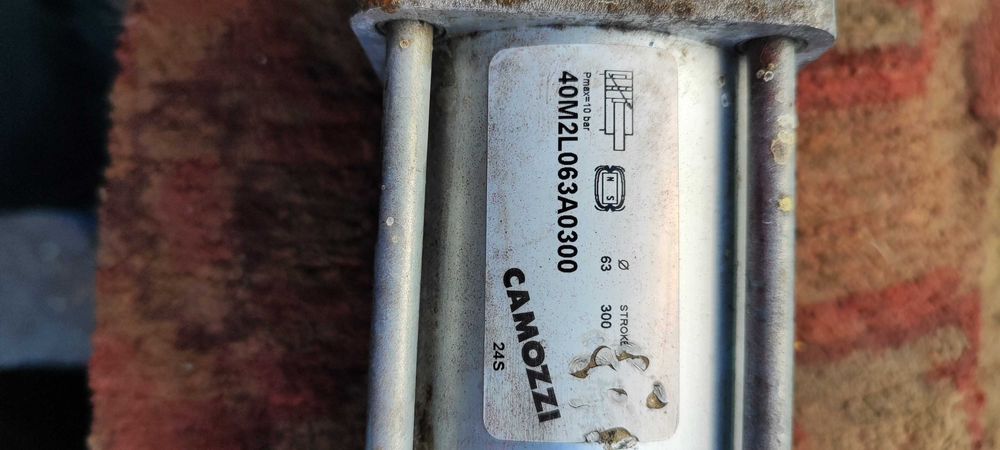 N S
Ø STROKE
63 300
Pmax=10 bar
40M2L063A0300
CAMOZZI
24S